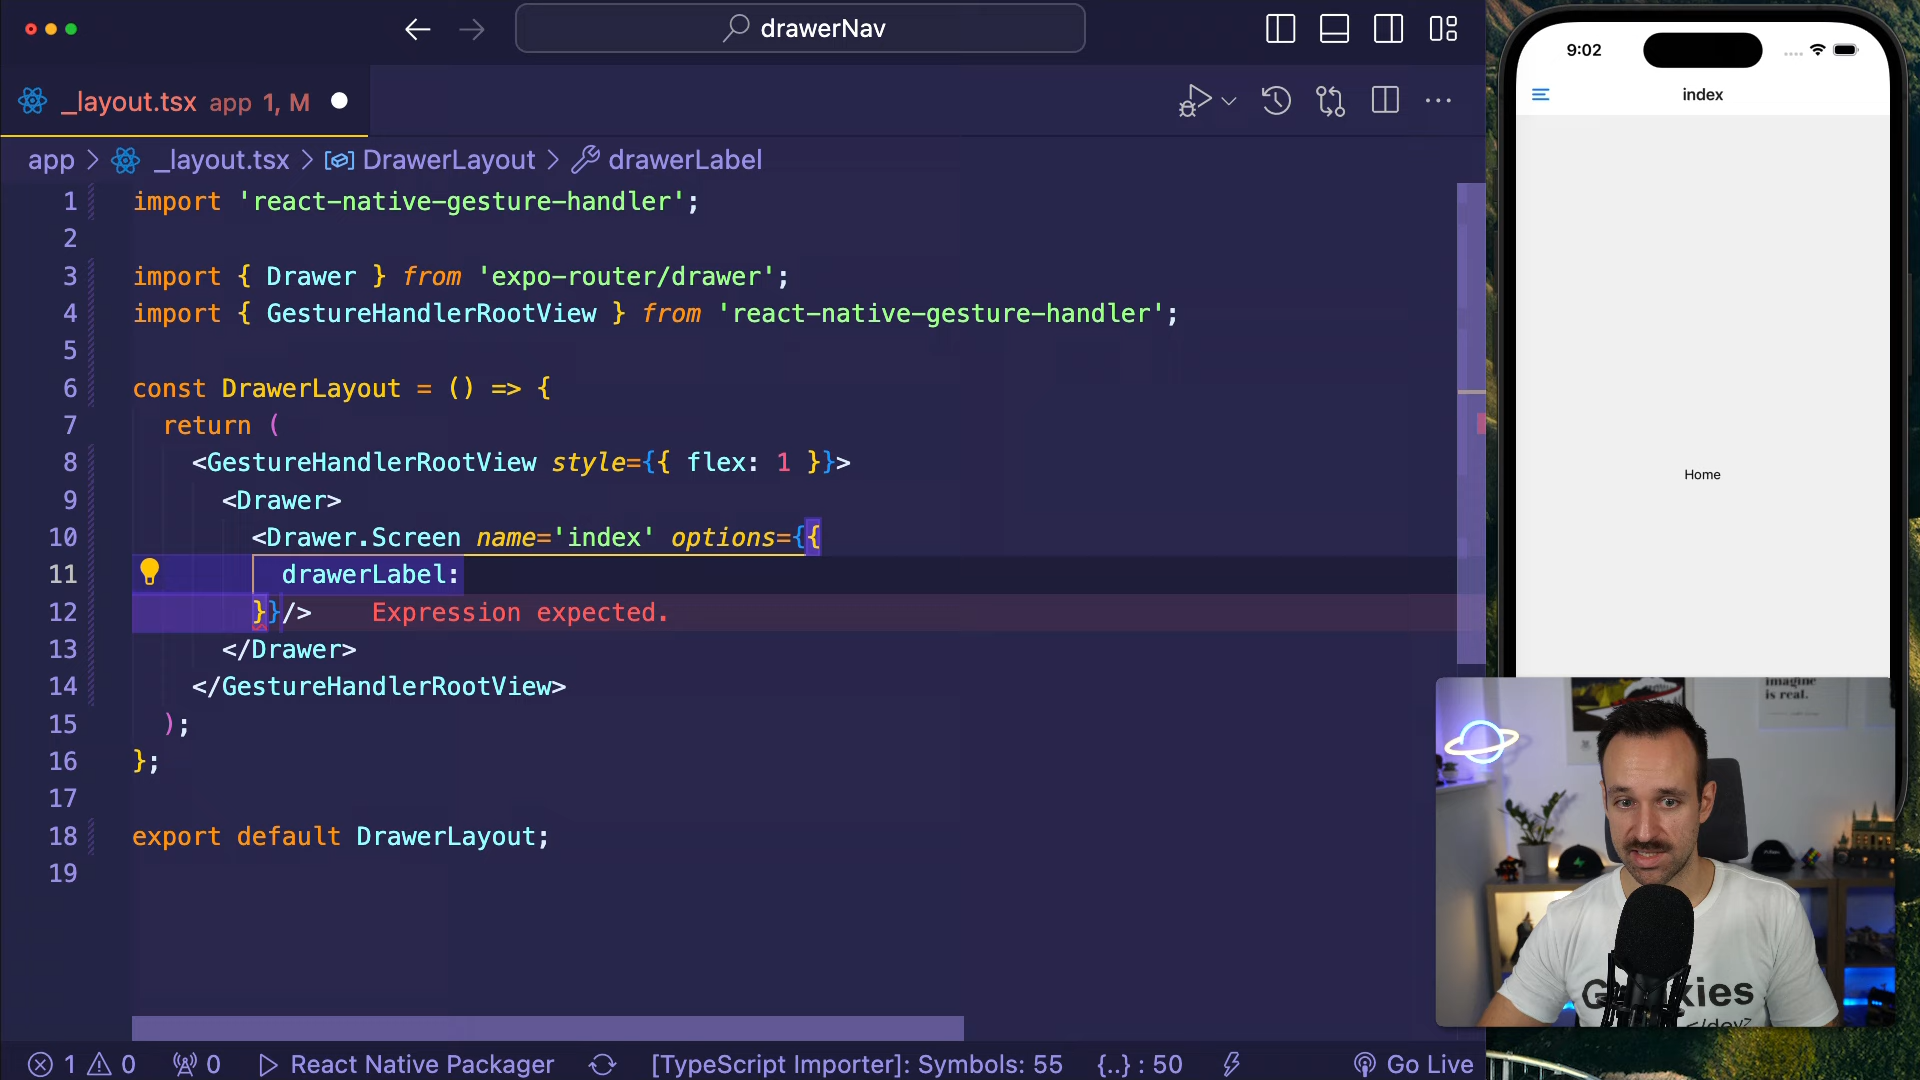 drawerNav
_layout.tsx app 1, M
app > _layout.tsx > DrawerLayout > drawerLabel
1 import 'react-native-gesture-handler';
2
3 import { Drawer } from 'expo-router/drawer';
4 import { GestureHandlerRootView } from 'react-native-gesture-handler';
5
6 const DrawerLayout = () => {
7 return (
8 <GestureHandlerRootView style={{ flex: 1 }}>
9 <Drawer>
10 <Drawer.Screen name='index' options={{
11 drawerLabel:
12 }}/> Expression expected.
13 </Drawer>
14 </GestureHandlerRootView>
15 );
16 };
17
18 export default DrawerLayout;
19
1 0 0 React Native Packager [TypeScript Importer]: Symbols: 55 {..} : 50 Go Live
9:02
index
Home
imagine
is real.
</dev>